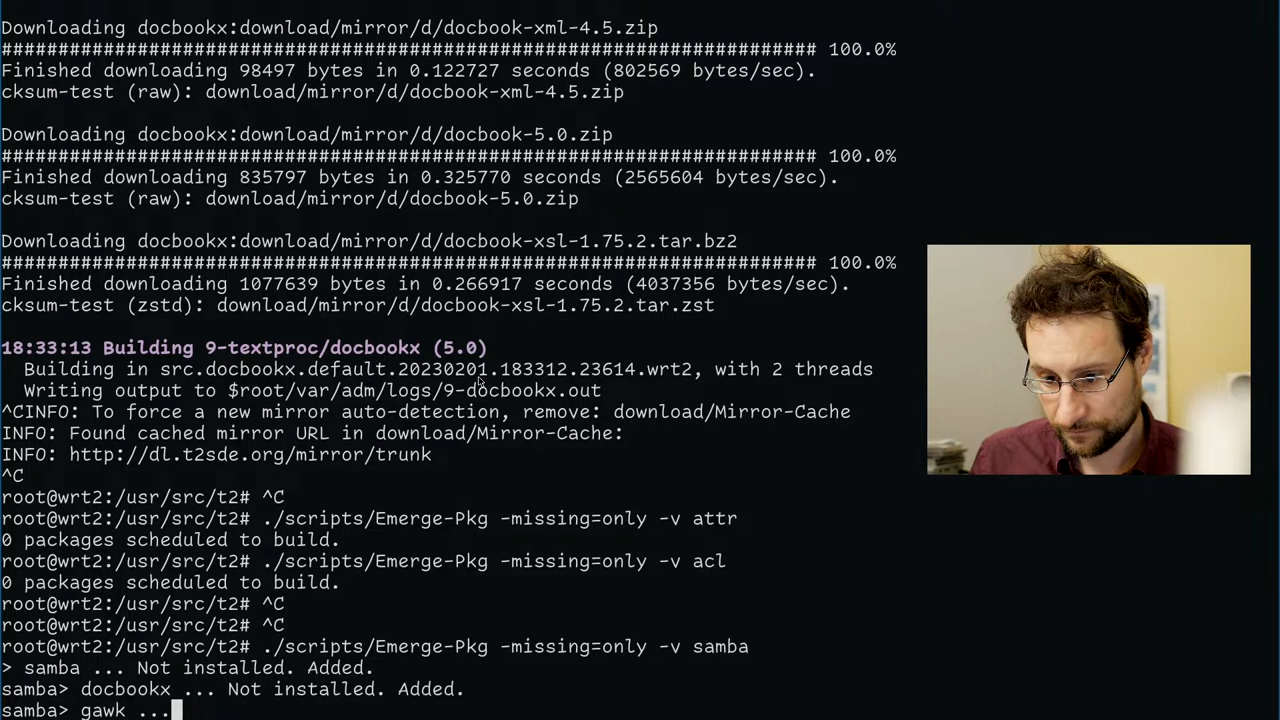 Downloading docbookx:download/mirror/d/docbook-xml-4.5.zip
######################################################################## 100.0%
Finished downloading 98497 bytes in 0.122727 seconds (802569 bytes/sec).
cksum-test (raw): download/mirror/d/docbook-xml-4.5.zip
Downloading docbookx:download/mirror/d/docbook-5.0.zip
######################################################################## 100.0%
Finished downloading 835797 bytes in 0.325770 seconds (2565604 bytes/sec).
cksum-test (raw): download/mirror/d/docbook-5.0.zip
Downloading docbookx:download/mirror/d/docbook-xsl-1.75.2.tar.bz2
######################################################################## 100.0%
Finished downloading 1077639 bytes in 0.266917 seconds (4037356 bytes/sec).
cksum-test (zstd): download/mirror/d/docbook-xsl-1.75.2.tar.zst
18:33:13 Building 9-textproc/docbookx (5.0)
Building in src.docbookx.default.20230201.183312.23614.wrt2, with 2 threads
Writing output to $root/var/adm/logs/9-docbookx.out
^CINFO: To force a new mirror auto-detection, remove: download/Mirror-Cache
INFO: Found cached mirror URL in download/Mirror-Cache:
INFO: http://dl.t2sde.org/mirror/trunk
^C
root@wrt2:/usr/src/t2# ^C
root@wrt2:/usr/src/t2# ./scripts/Emerge-Pkg -missing=only -v attr
0 packages scheduled to build.
root@wrt2:/usr/src/t2# ./scripts/Emerge-Pkg -missing=only -v acl
0 packages scheduled to build.
root@wrt2:/usr/src/t2# ^C
root@wrt2:/usr/src/t2# ^C
root@wrt2:/usr/src/t2# ./scripts/Emerge-Pkg -missing=only -v samba
> samba ... Not installed. Added.
samba> docbookx ... Not installed. Added.
samba> gawk ...